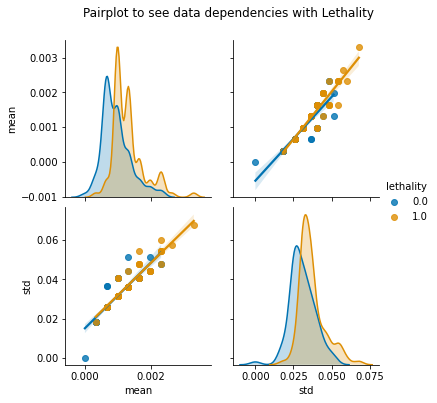 Pairplot to see data dependencies with Lethality
0.003
0.002
0.001
0.000
-0.001
mean
lethality
0.0
1.0
0.06
0.04
0.02
0.00
std
0.000 0.002
mean
0.000 0.025 0.050 0.075
std